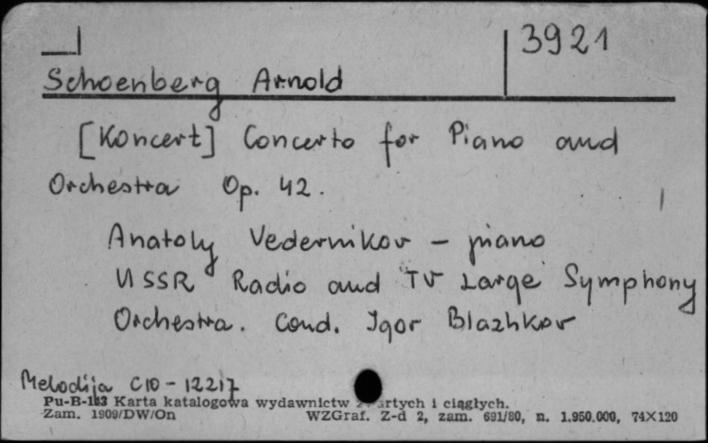 3921
Schoenberg Arnold
[Koncert] Concerto for Piano and
Orchestra Op. 42.
Anatoly Vedernikov - piano
USSR Radio and TV Large Symphony
Orchestra. Cond. Igor Blazhkov
Melodija C10-12217
Pu-B-183 Karta katalogowa wydawnictw i ciągłych.
Zam. 1909/DW/On WZGraf. Z-d 2, zam. 691/80, n. 1.950.000, 74X120